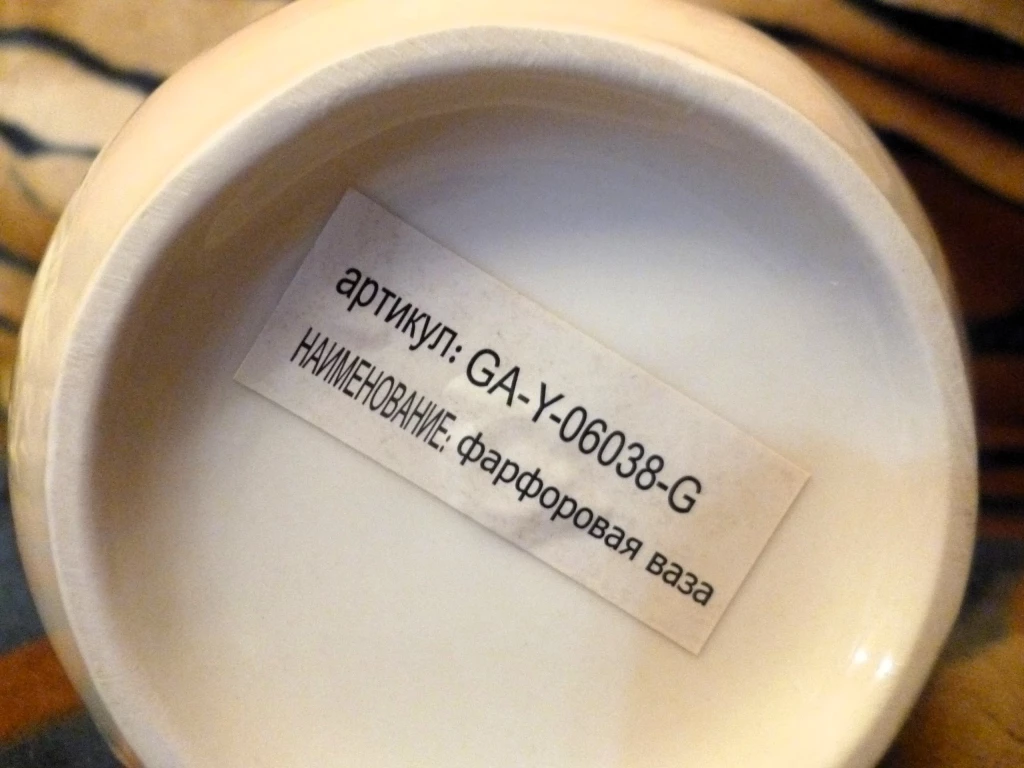 артикул: GA-Y-06038-G
НАИМЕНОВАНИЕ: фарфоровая ваза